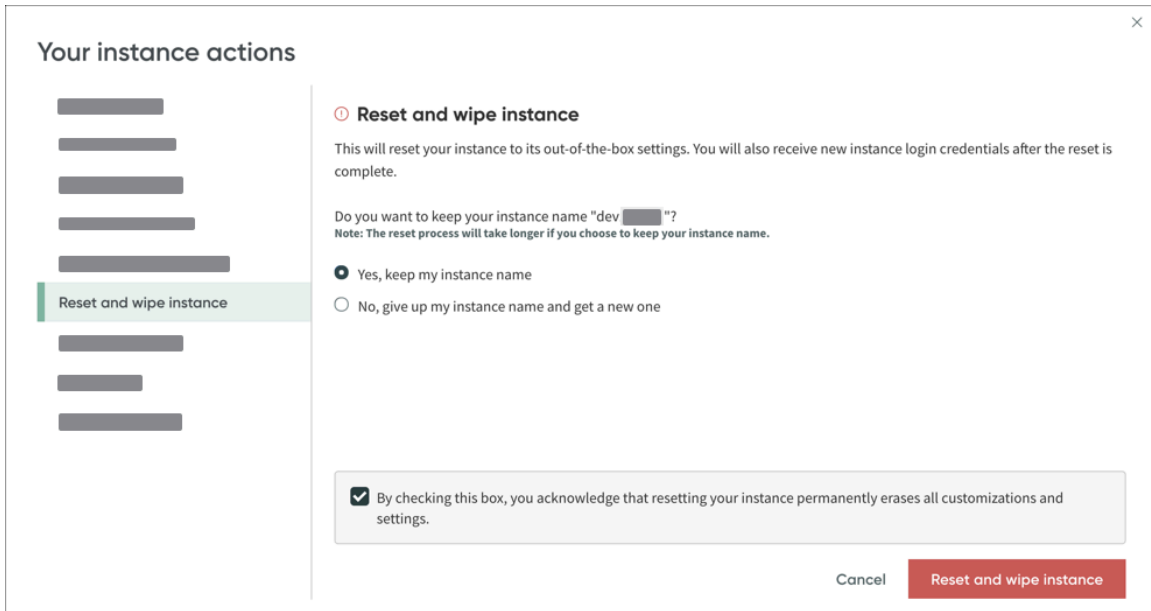 Your instance actions
Reset and wipe instance
This will reset your instance to its out-of-the-box settings. You will also receive new instance login credentials after the reset is
complete.
Do you want to keep your instance name "dev "?
Note: The reset process will take longer if you choose to keep your instance name.
Yes, keep my instance name
No, give up my instance name and get a new one
Reset and wipe instance
By checking this box, you acknowledge that resetting your instance permanently erases all customizations and
settings.
Cancel
Reset and wipe instance